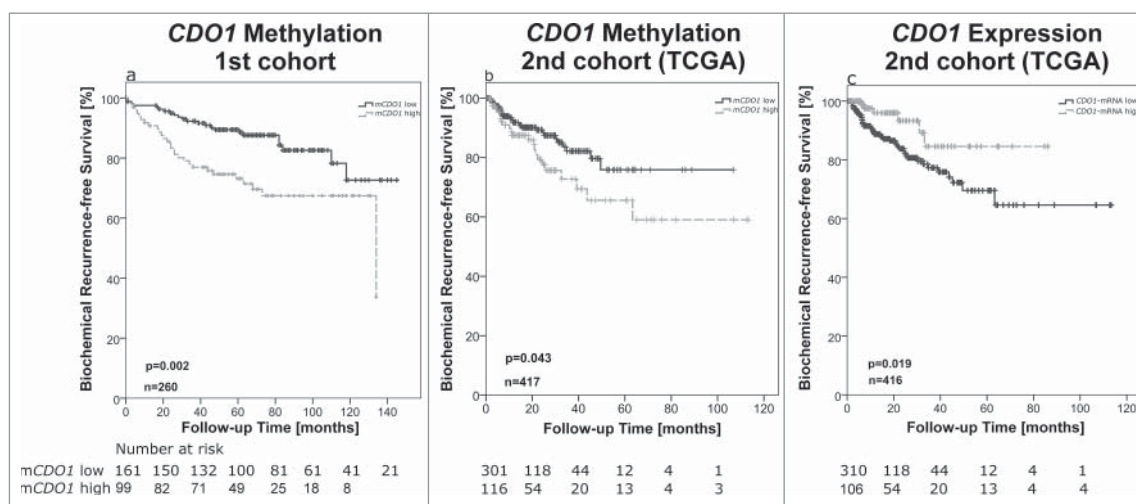 CDO1 Methylation
1st cohort
a
mCDO1 low
mCDO1 high
Biochemical Recurrence-free Survival [%]
100
80
60
40
20
0
p=0.002
n=260
0 20 40 60 80 100 120 140
Follow-up Time [months]
CDO1 Methylation
2nd cohort (TCGA)
b
mCDO1 low
mCDO1 high
Biochemical Recurrence-free Survival [%]
100
80
60
40
20
0
p=0.043
n=417
0 20 40 60 80 100 120
Follow-up Time [months]
CDO1 Expression
2nd cohort (TCGA)
c
CDO1-mRNA low
CDO1-mRNA high
Biochemical Recurrence-free Survival [%]
100
80
60
40
20
0
p=0.019
n=416
0 20 40 60 80 100 120
Follow-up Time [months]
Number at risk
mCDO1 low 161 150 132 100 81 61 41 21 301 118 44 12 4 1 310 118 44 12 4 1
mCDO1 high 99 82 71 49 25 18 8 116 54 20 13 4 3 106 54 20 13 4 4